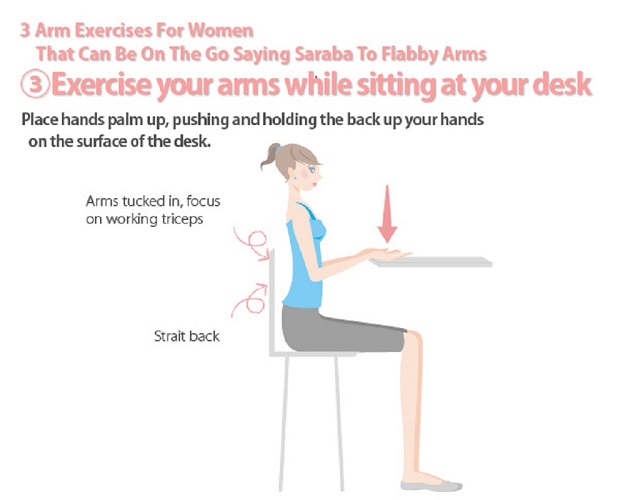 3 Arm Exercises For Women
That Can Be On The Go Saying Saraba To Flabby Arms
③Exercise your arms while sitting at your desk
Place hands palm up, pushing and holding the back up your hands
on the surface of the desk.
Arms tucked in, focus
on working triceps
Strait back